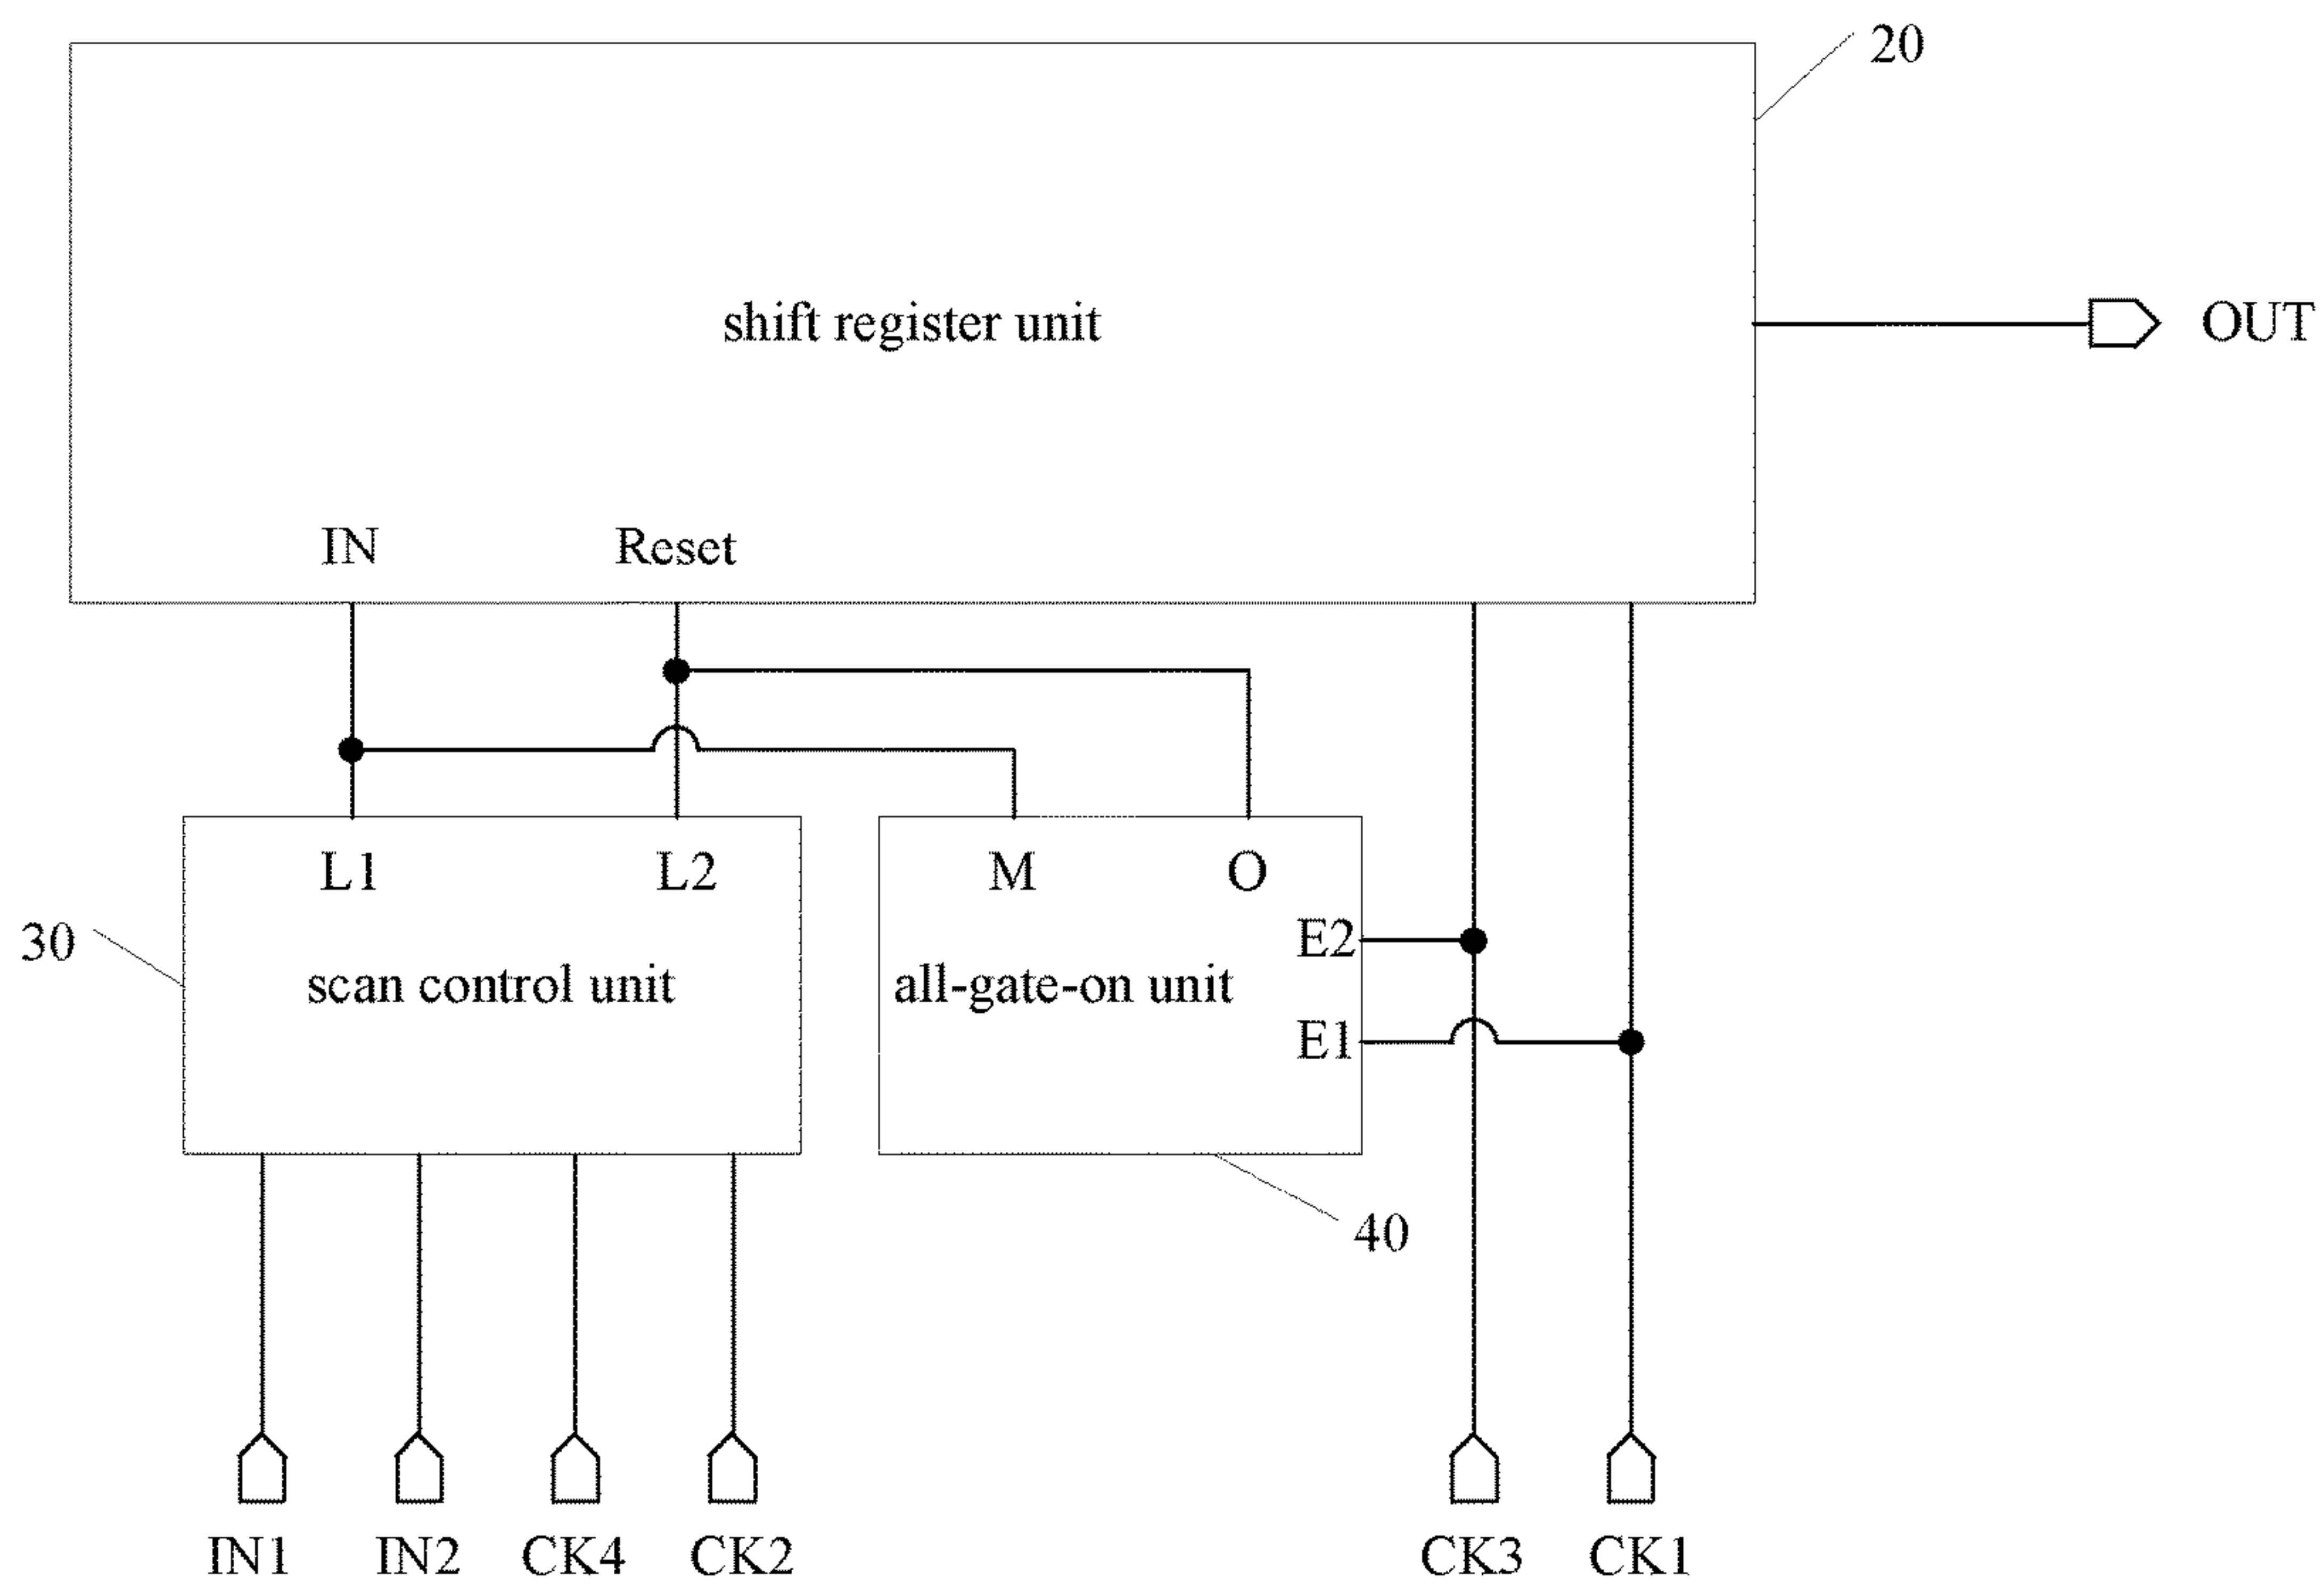 20
shift register unit
OUT
IN Reset
L1 L2 M O
30
E2
scan control unit
all-gate-on unit
E1
40
IN1 IN2 CK4 CK2 CK3 CK1